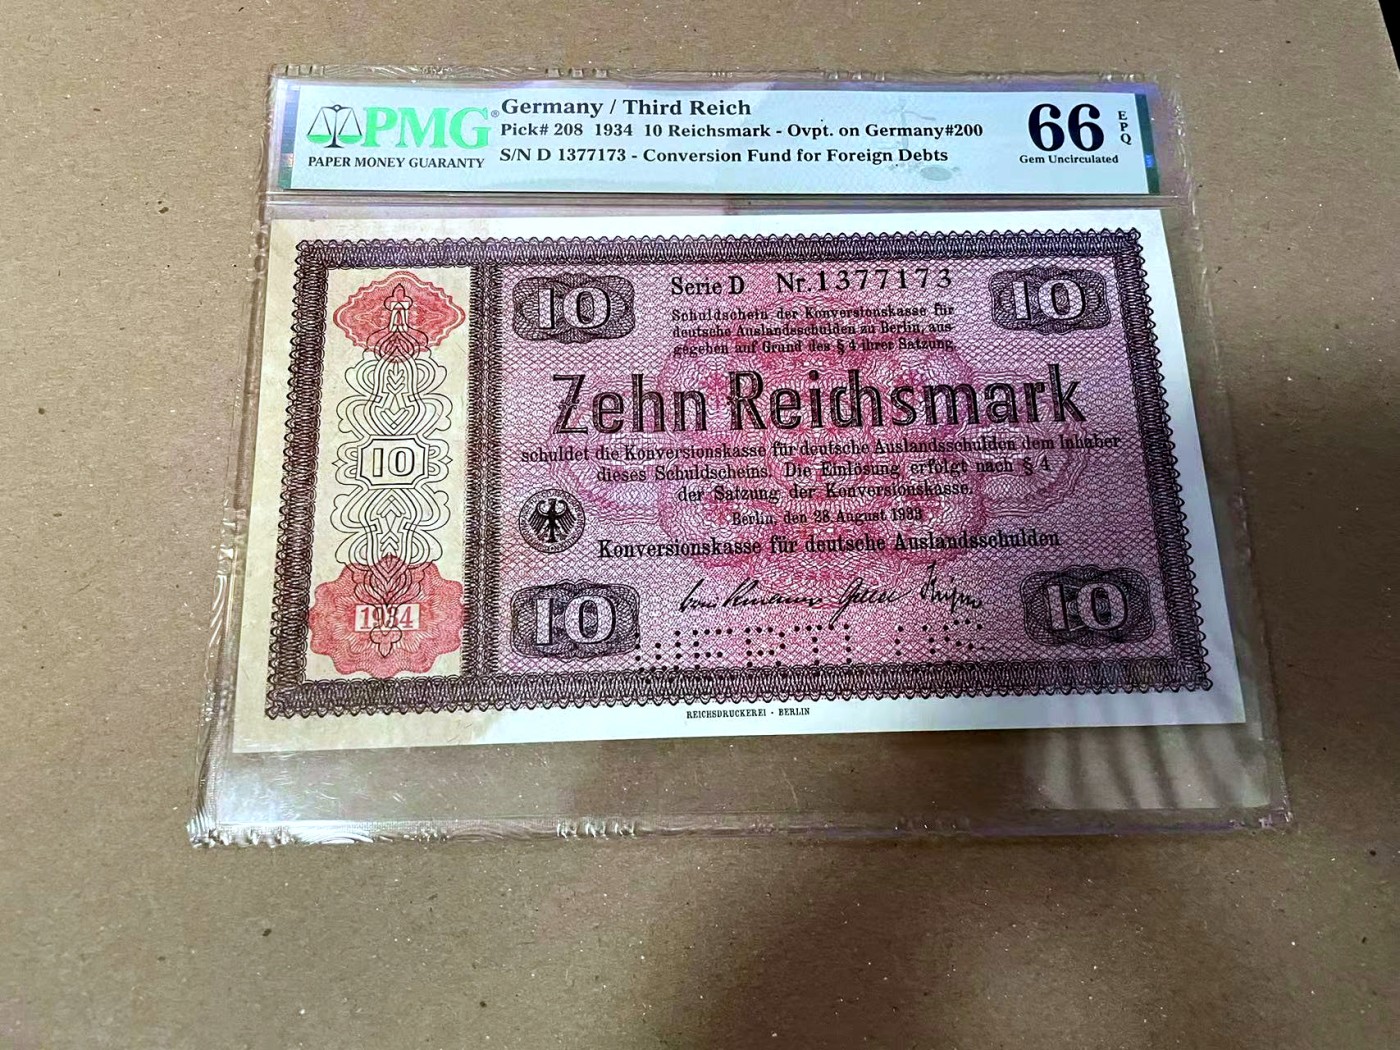 PMG®
PAPER MONEY GUARANTY
Germany / Third Reich
Pick# 208 1934 10 Reichsmark - Ovpt. on Germany#200
S/N D 1377173 - Conversion Fund for Foreign Debts
66 EPQ
Gem Uncirculated
10
Serie D Nr. 1377173
10
Schuldschein der Konversionskasse für
deutsche Auslandsschulden zu Berlin, aus-
gegeben auf Grund des § 4 ihrer Satzung.
Zehn Reichsmark
schuldet die Konversionskasse für deutsche Auslandsschulden dem Inhaber
dieses Schuldscheins. Die Einlösung erfolgt nach § 4
der Satzung der Konversionskasse.
Berlin, den 28. August 1933
Konversionskasse für deutsche Auslandsschulden
10
1934
10
10
WERTLOS
REICHSDRUCKEREI · BERLIN